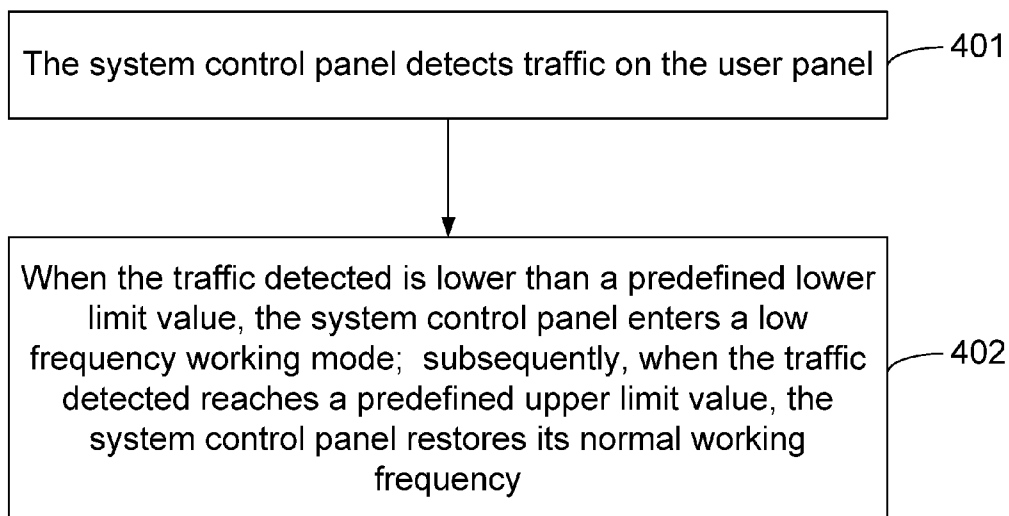 The system control panel detects traffic on the user panel
401
When the traffic detected is lower than a predefined lower
limit value, the system control panel enters a low
frequency working mode; subsequently, when the traffic
detected reaches a predefined upper limit value, the
system control panel restores its normal working
frequency
402